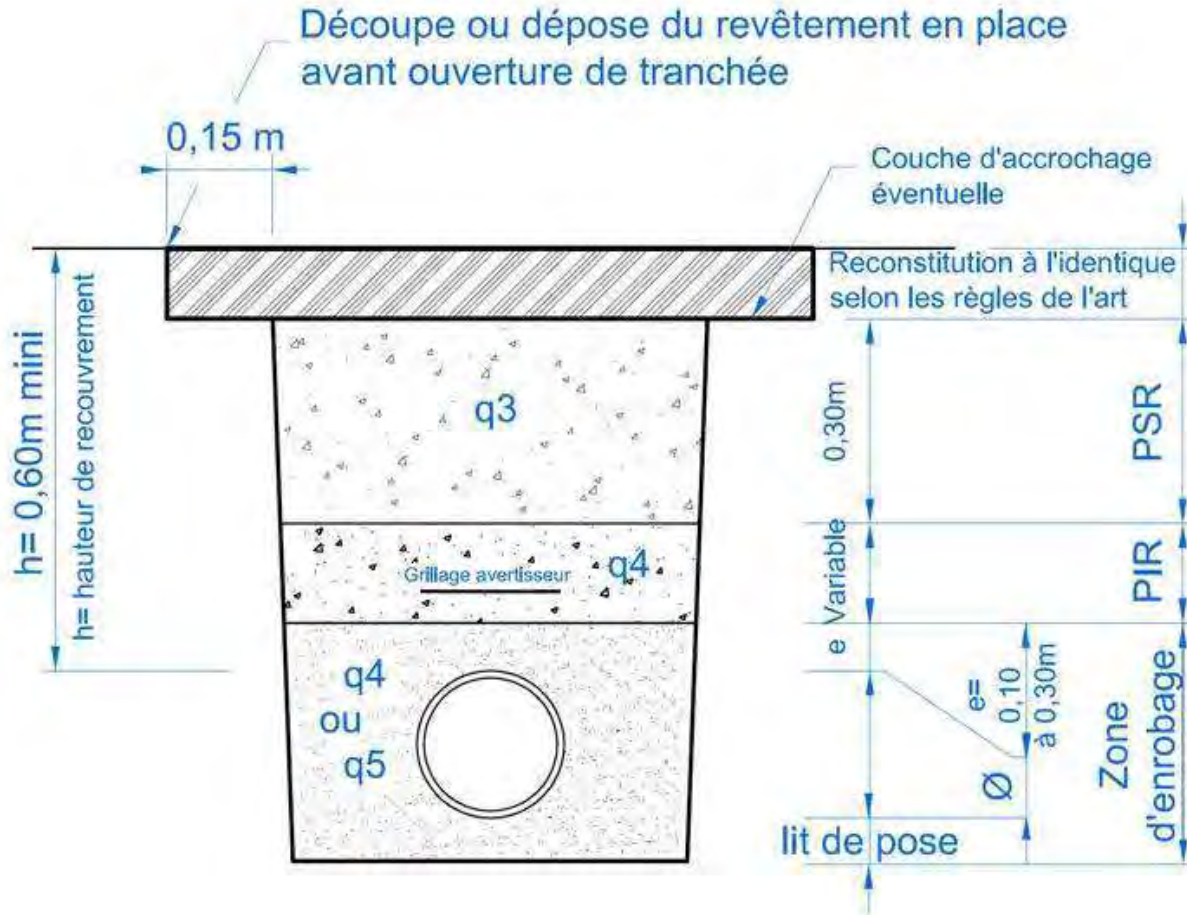 Découpe ou dépose du revêtement en place
avant ouverture de tranchée
0,15 m
Couche d'accrochage
éventuelle
Reconstitution à l'identique
selon les règles de l'art
h= 0,60m mini
h= hauteur de recouvrement
q3
0,30m
PSR
Grillage avertisseur
q4
e Variable
PIR
q4
ou
q5
e=
0,10
à 0,30m
Ø
Zone
d'enrobage
lit de pose